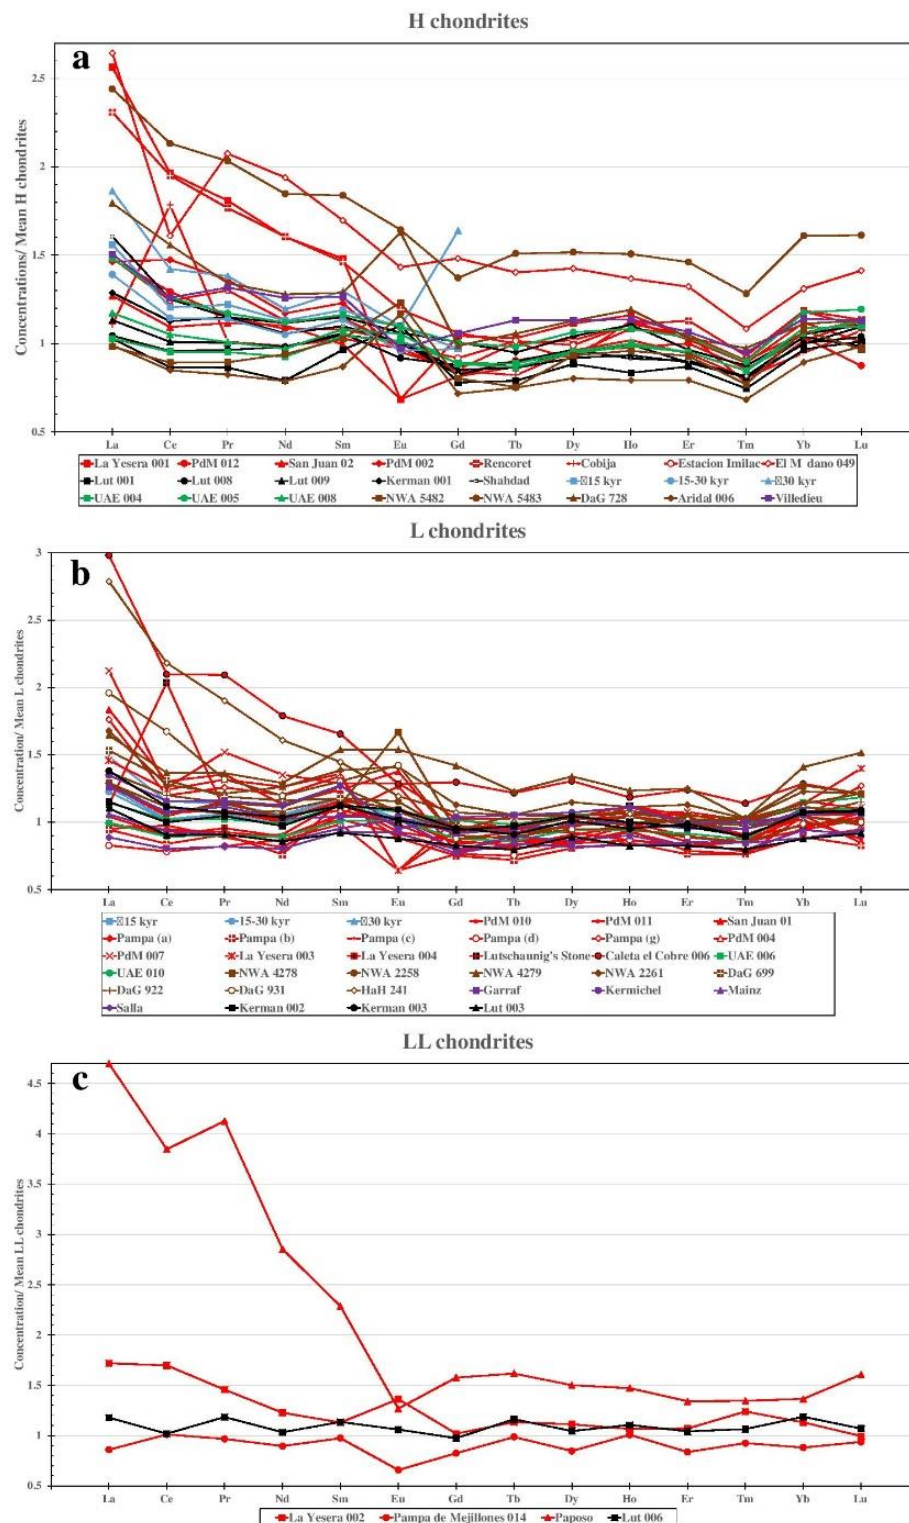 H chondrites
a
Concentrations/ Mean H chondrites
2.5
2
1.5
1
0.5
La Ce Pr Nd Sm Eu Gd Tb Dy Ho Er Tm Yb Lu
La Yesera 001 PdM 012 San Juan 02 PdM 002 Rencoret Cobija Estacion Imilac El M dano 049
Lut 001 Lut 008 Lut 009 Kerman 001 Shahdad 15 kyr 15-30 kyr 30 kyr
UAE 004 UAE 005 UAE 008 NWA 5482 NWA 5483 DaG 728 Aridal 006 Villedieu
L chondrites
b
Concentration/ Mean L chondrites
3
2.5
2
1.5
1
0.5
La Ce Pr Nd Sm Eu Gd Tb Dy Ho Er Tm Yb Lu
15 kyr 15-30 kyr 30 kyr PdM 010 PdM 011 San Juan 01
Pampa (a) Pampa (b) Pampa (c) Pampa (d) Pampa (g) PdM 004
PdM 007 La Yesera 003 La Yesera 004 Lutschaunig's Stone Caleta el Cobre 006 UAE 006
UAE 010 NWA 4278 NWA 2258 NWA 4279 NWA 2261 DaG 699
DaG 922 DaG 931 HaH 241 Garraf Kermichel Mainz
Salla Kerman 002 Kerman 003 Lut 003
LL chondrites
c
Concentration/ Mean LL chondrites
4.5
4
3.5
3
2.5
2
1.5
1
0.5
La Ce Pr Nd Sm Eu Gd Tb Dy Ho Er Tm Yb Lu
La Yesera 002 Pampa de Mejillones 014 Paposo Lut 006